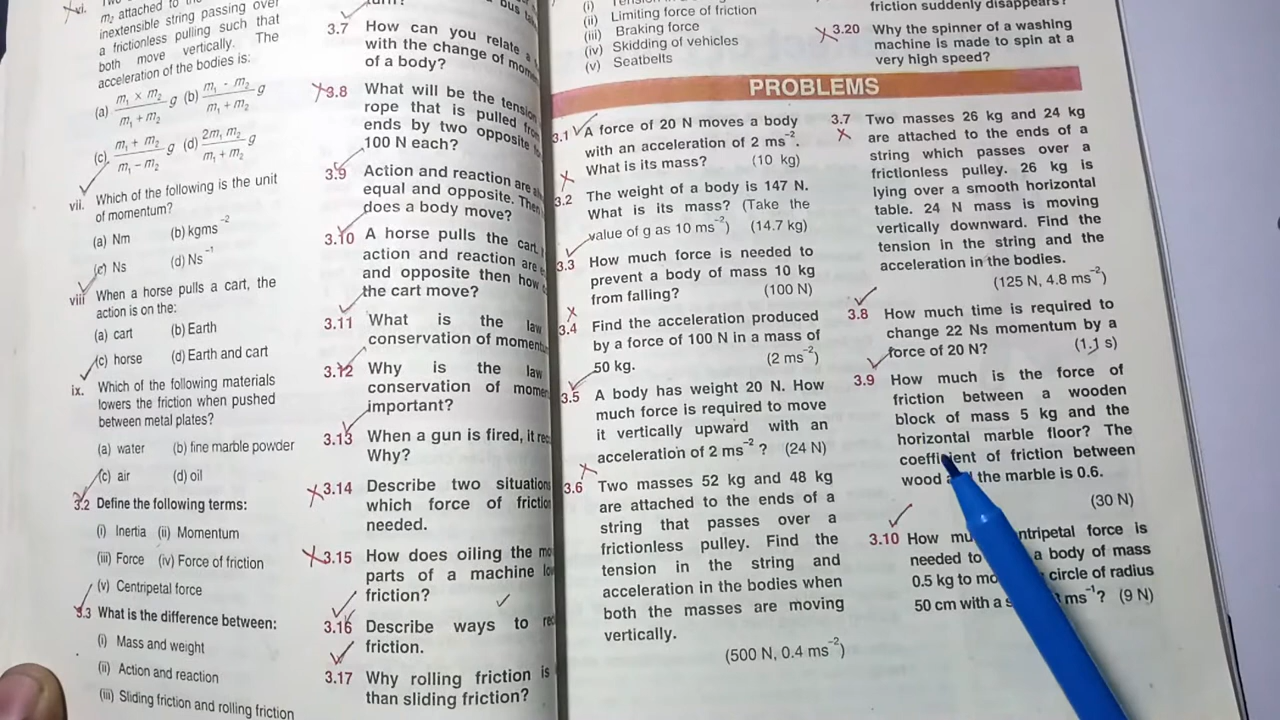 vi.
m₂ attached to the
inextensible string passing over
a frictionless pulling such that
both move vertically. The
acceleration of the bodies is:
(a) m₁ × m₂ / m₁ + m₂ g (b) m₁ - m₂ / m₁ + m₂ g
(c) m₁ + m₂ / m₁ - m₂ g (d) 2m₁ m₂ / m₁ + m₂ g
vii. Which of the following is the unit
of momentum?
(a) Nm (b) kgms⁻²
(c) Ns (d) Ns⁻¹
viii When a horse pulls a cart, the
action is on the:
(a) cart (b) Earth
(c) horse (d) Earth and cart
ix. Which of the following materials
lowers the friction when pushed
between metal plates?
(a) water (b) fine marble powder
(c) air (d) oil
3.2 Define the following terms:
(i) Inertia (ii) Momentum
(iii) Force (iv) Force of friction
(v) Centripetal force
3.3 What is the difference between:
(i) Mass and weight
(ii) Action and reaction
(iii) Sliding friction and rolling friction
3.7 How can you relate a
with the change of
of a body?
3.8 What will be the tension
rope that is pulled from
ends by two opposite
100 N each?
3.9 Action and reaction are
equal and opposite. Then
does a body move?
3.10 A horse pulls the cart.
action and reaction are
and opposite then how
the cart move?
3.11 What is the law
conservation of
3.12 Why is the law
conservation of
important?
3.13 When a gun is fired, it
Why?
3.14 Describe two
which force of
needed.
3.15 How does oiling the
parts of a machine
friction?
3.16 Describe ways to
friction.
3.17 Why rolling friction is
than sliding friction?
(i)
(ii) Limiting force of friction
(iii) Braking force
(iv) Skidding of vehicles
(v) Seatbelts
friction suddenly disappears?
3.20 Why the spinner of a washing
machine is made to spin at a
very high speed?
PROBLEMS
3.1 A force of 20 N moves a body
with an acceleration of 2 ms⁻².
What is its mass? (10 kg)
3.2 The weight of a body is 147 N.
What is its mass? (Take the
value of g as 10 ms⁻²) (14.7 kg)
3.3 How much force is needed to
prevent a body of mass 10 kg
from falling? (100 N)
3.4 Find the acceleration produced
by a force of 100 N in a mass of
50 kg. (2 ms⁻²)
3.5 A body has weight 20 N. How
much force is required to move
it vertically upward with an
acceleration of 2 ms⁻² ? (24 N)
3.6 Two masses 52 kg and 48 kg
are attached to the ends of a
string that passes over a
frictionless pulley. Find the
tension in the string and
acceleration in the bodies when
both the masses are moving
vertically.
(500 N, 0.4 ms⁻²)
3.7 Two masses 26 kg and 24 kg
are attached to the ends of a
string which passes over a
frictionless pulley. 26 kg is
lying over a smooth horizontal
table. 24 N mass is moving
vertically downward. Find the
tension in the string and the
acceleration in the bodies.
(125 N, 4.8 ms⁻²)
3.8 How much time is required to
change 22 Ns momentum by a
force of 20 N? (1.1 s)
3.9 How much is the force of
friction between a wooden
block of mass 5 kg and the
horizontal marble floor? The
coefficient of friction between
wood the marble is 0.6.
(30 N)
3.10 How centripetal force is
needed to a body of mass
0.5 kg to circle of radius
50 cm with a ms⁻¹? (9 N)